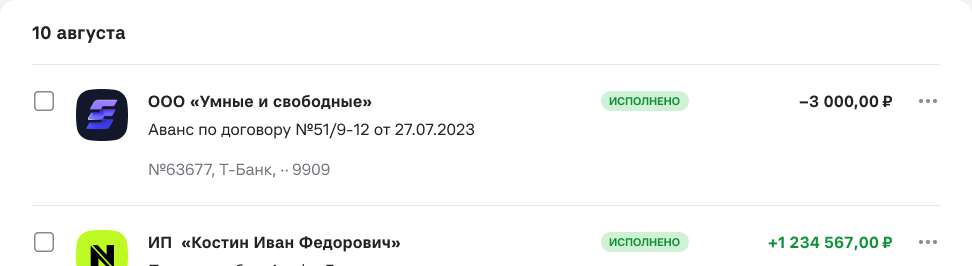 10 августа
ООО «Умные и свободные» ИСПОЛНЕНО −3 000,00 ₽
Аванс по договору №51/9-12 от 27.07.2023
№63677, Т-Банк, ·· 9909
ИП «Костин Иван Федорович» ИСПОЛНЕНО +1 234 567,00 ₽